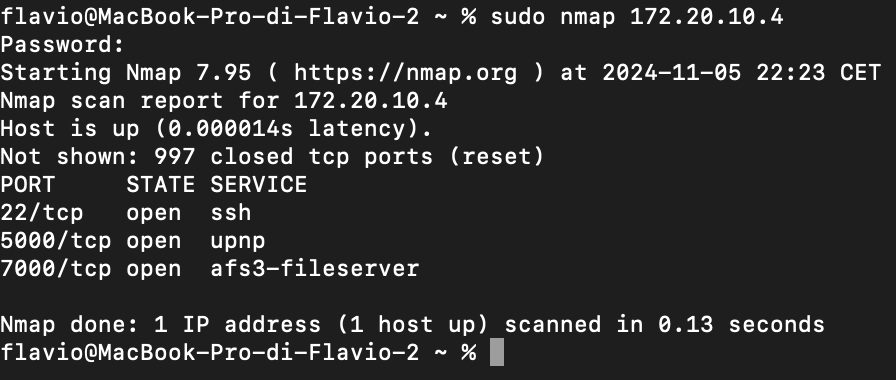 flavio@MacBook-Pro-di-Flavio-2 ~ % sudo nmap 172.20.10.4
Password:
Starting Nmap 7.95 ( https://nmap.org ) at 2024-11-05 22:23 CET
Nmap scan report for 172.20.10.4
Host is up (0.000014s latency).
Not shown: 997 closed tcp ports (reset)
PORT     STATE SERVICE
22/tcp   open  ssh
5000/tcp open  upnp
7000/tcp open  afs3-fileserver
Nmap done: 1 IP address (1 host up) scanned in 0.13 seconds
flavio@MacBook-Pro-di-Flavio-2 ~ %